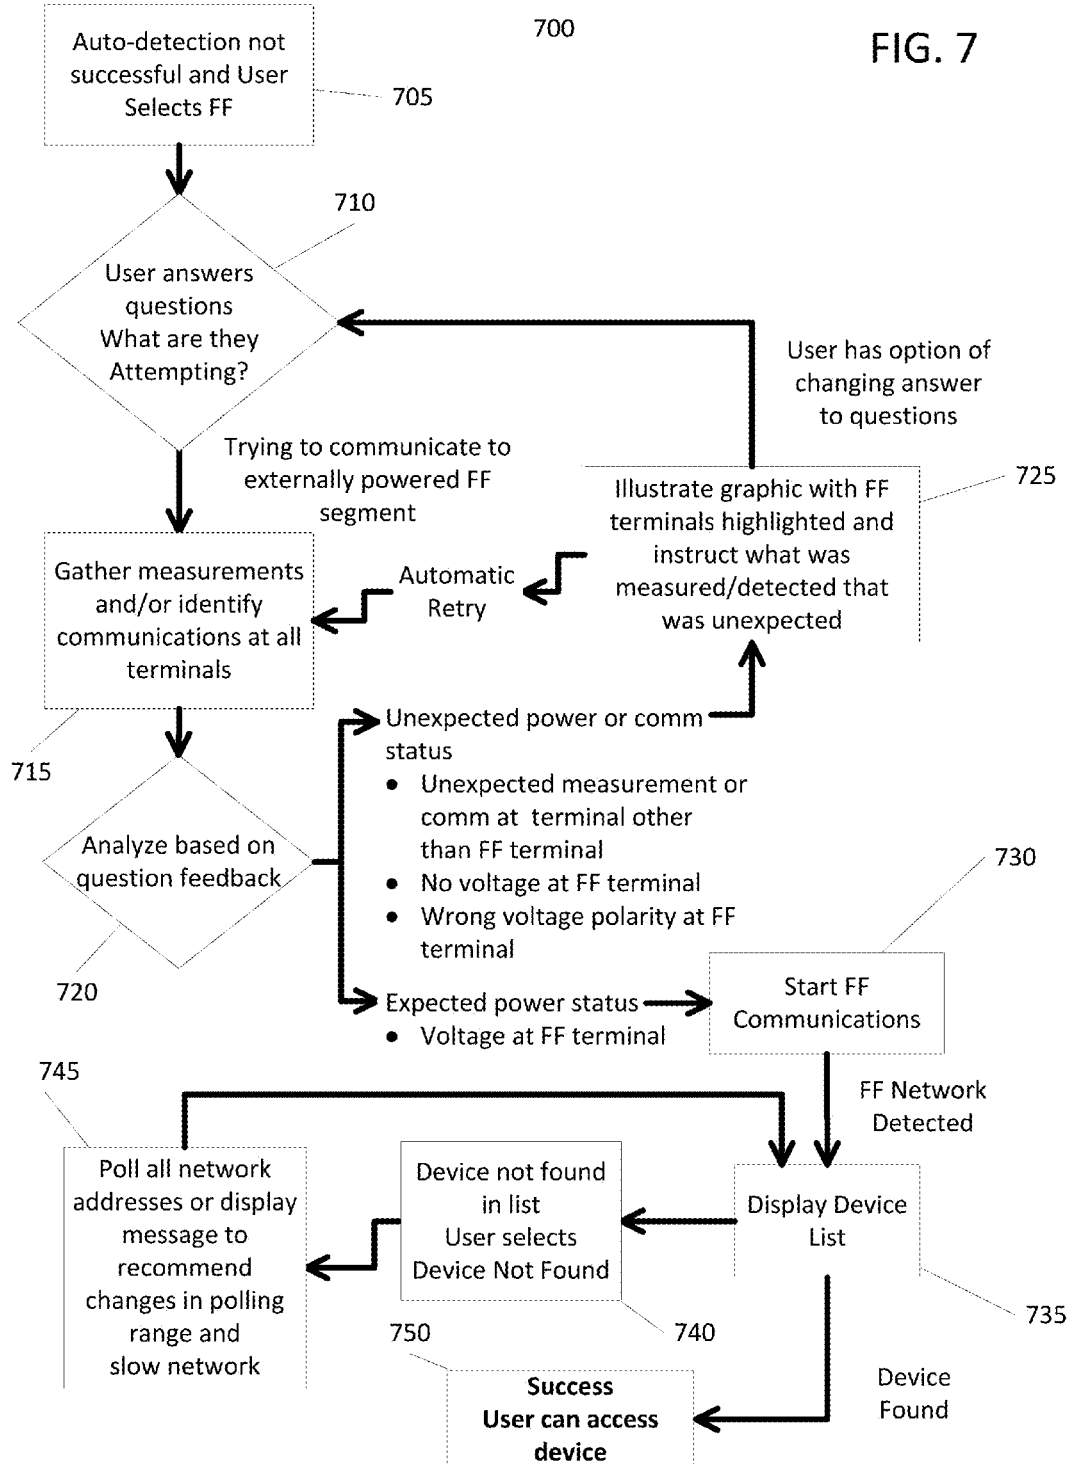 700
FIG. 7
Auto-detection not
successful and User
Selects FF
705
710
User answers
questions
What are they
Attempting?
User has option of
changing answer
to questions
Trying to communicate to
externally powered FF
segment
725
Illustrate graphic with FF
terminals highlighted and
instruct what was
measured/detected that
was unexpected
Automatic
Retry
Gather measurements
and/or identify
communications at all
terminals
715
Unexpected power or comm
status
• Unexpected measurement or
comm at terminal other
than FF terminal
• No voltage at FF terminal
• Wrong voltage polarity at FF
terminal
Analyze based on
question feedback
720
730
Expected power status
• Voltage at FF terminal
Start FF
Communications
745
FF Network
Detected
Poll all network
addresses or display
message to
recommend
changes in polling
range and
slow network
Device not found
in list
User selects
Device Not Found
Display Device
List
735
740
750
Device
Found
Success
User can access
device